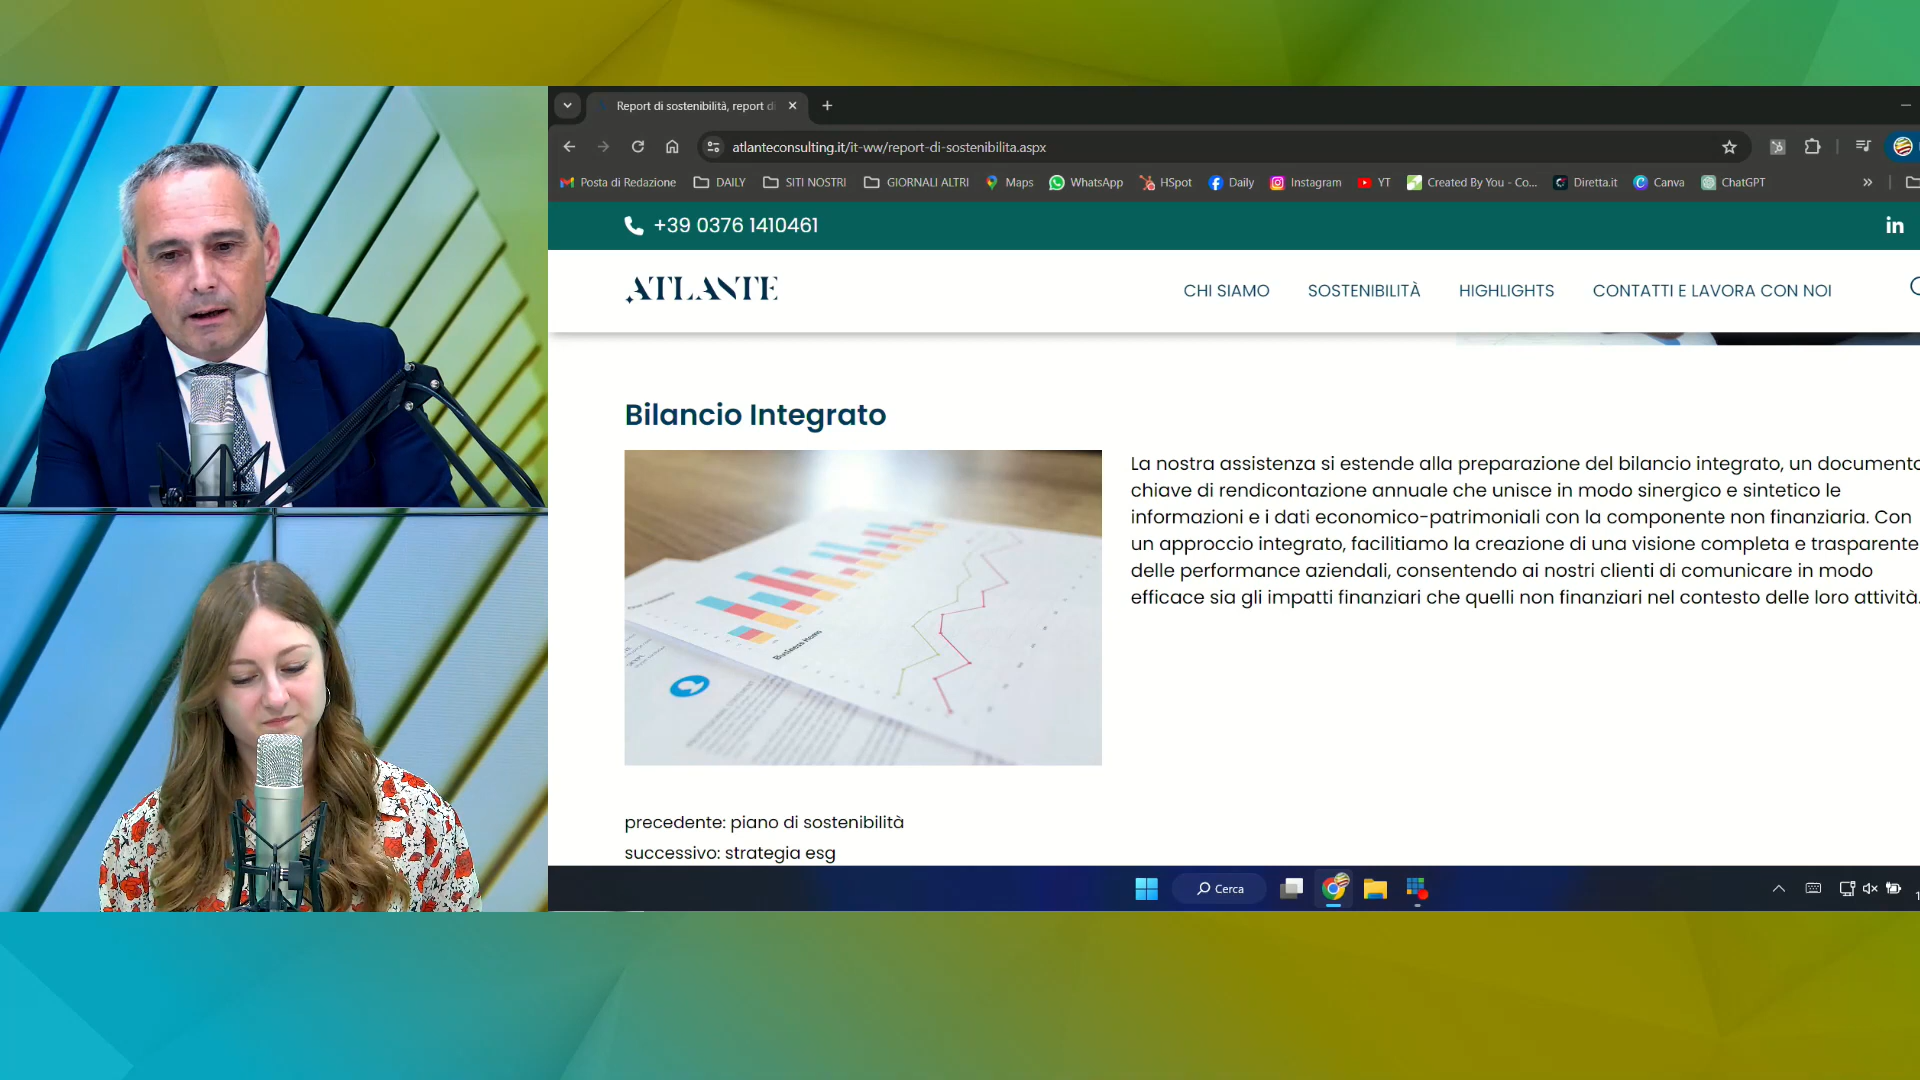 Report di sostenibilità, report di
atlanteconsulting.it/it-ww/report-di-sostenibilita.aspx
Posta di Redazione
DAILY
SITI NOSTRI
GIORNALI ALTRI
Maps
WhatsApp
HSpot
Daily
Instagram
YT
Created By You - Co...
Diretta.it
Canva
ChatGPT
+39 0376 1410461
in
ATLANTE
CHI SIAMO
SOSTENIBILITÀ
HIGHLIGHTS
CONTATTI E LAVORA CON NOI
Bilancio Integrato
La nostra assistenza si estende alla preparazione del bilancio integrato, un documento
chiave di rendicontazione annuale che unisce in modo sinergico e sintetico le
informazioni e i dati economico-patrimoniali con la componente non finanziaria. Con
un approccio integrato, facilitiamo la creazione di una visione completa e trasparente
delle performance aziendali, consentendo ai nostri clienti di comunicare in modo
efficace sia gli impatti finanziari che quelli non finanziari nel contesto delle loro attività.
precedente: piano di sostenibilità
successivo: strategia esg
Cerca